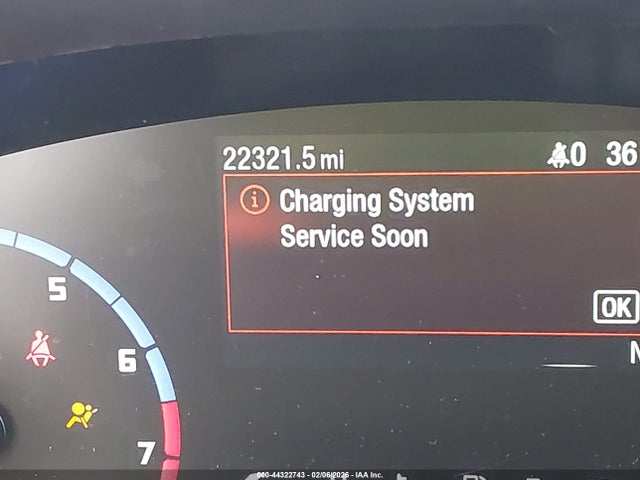 22321.5 mi
0 36
Charging System
Service Soon
OK
5
6
7
000-44322743 - 02/06/2026 - IAA Inc.